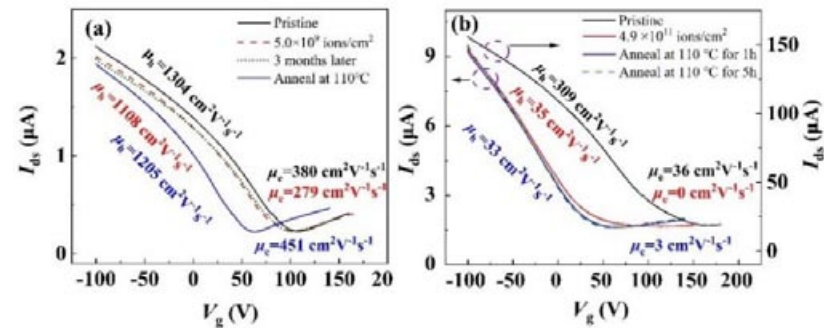 (a)
Pristine
5.0×10⁹ ions/cm²
3 months later
Anneal at 110°C
μₕ=1304 cm²V⁻¹s⁻¹
μₕ=1108 cm²V⁻¹s⁻¹
μₕ=1205 cm²V⁻¹s⁻¹
μₑ=380 cm²V⁻¹s⁻¹
μₑ=279 cm²V⁻¹s⁻¹
μₑ=451 cm²V⁻¹s⁻¹
2
1
0
I_ds (μA)
-100 -50 0 50 100 150 20
V_g (V)
(b)
Pristine
4.9 ×10¹¹ ions/cm²
Anneal at 110 °C for 1h
Anneal at 110 °C for 5h
μₕ=309 cm²V⁻¹s⁻¹
μₕ=35 cm²V⁻¹s⁻¹
μₕ=33 cm²V⁻¹s⁻¹
μₑ=36 cm²V⁻¹s⁻¹
μₑ=0 cm²V⁻¹s⁻¹
μₑ=3 cm²V⁻¹s⁻¹
9
6
3
0
I_ds (μA)
150
100
50
0
I_ds (μA)
-100 -50 0 50 100 150 200
V_g (V)